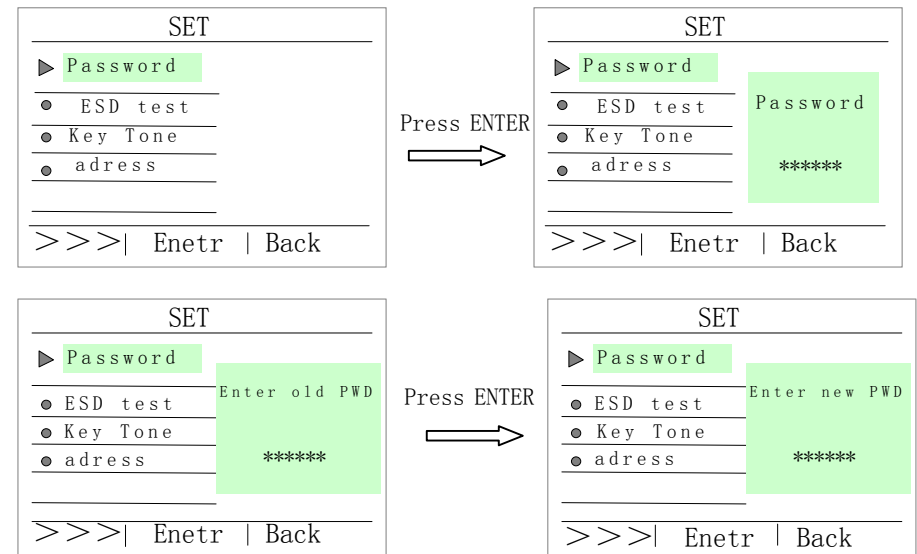 SET
Password
ESD test
Key Tone
adress
>>>| Enetr | Back
Press ENTER
SET
Password
ESD test
Key Tone
adress
Password
******
>>>| Enetr | Back
SET
Password
ESD test
Key Tone
adress
Enter old PWD
******
>>>| Enetr | Back
Press ENTER
SET
Password
ESD test
Key Tone
adress
Enter new PWD
******
>>>| Enetr | Back